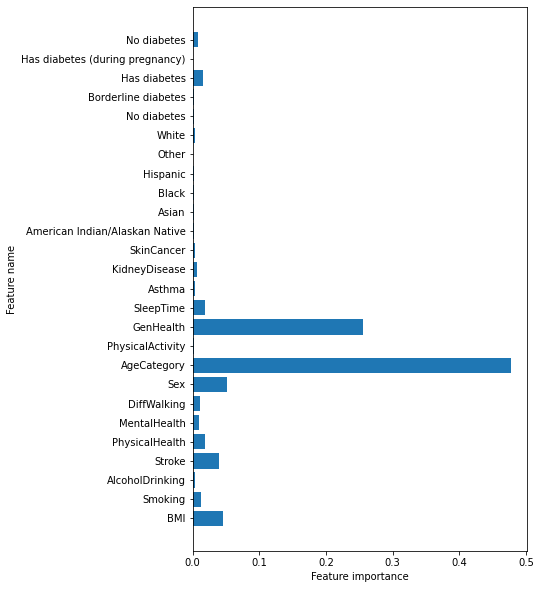 No diabetes
Has diabetes (during pregnancy)
Has diabetes
Borderline diabetes
No diabetes
White
Other
Hispanic
Black
Asian
American Indian/Alaskan Native
SkinCancer
KidneyDisease
Asthma
SleepTime
GenHealth
PhysicalActivity
AgeCategory
Sex
DiffWalking
MentalHealth
PhysicalHealth
Stroke
AlcoholDrinking
Smoking
BMI
Feature name
0.0 0.1 0.2 0.3 0.4 0.5
Feature importance